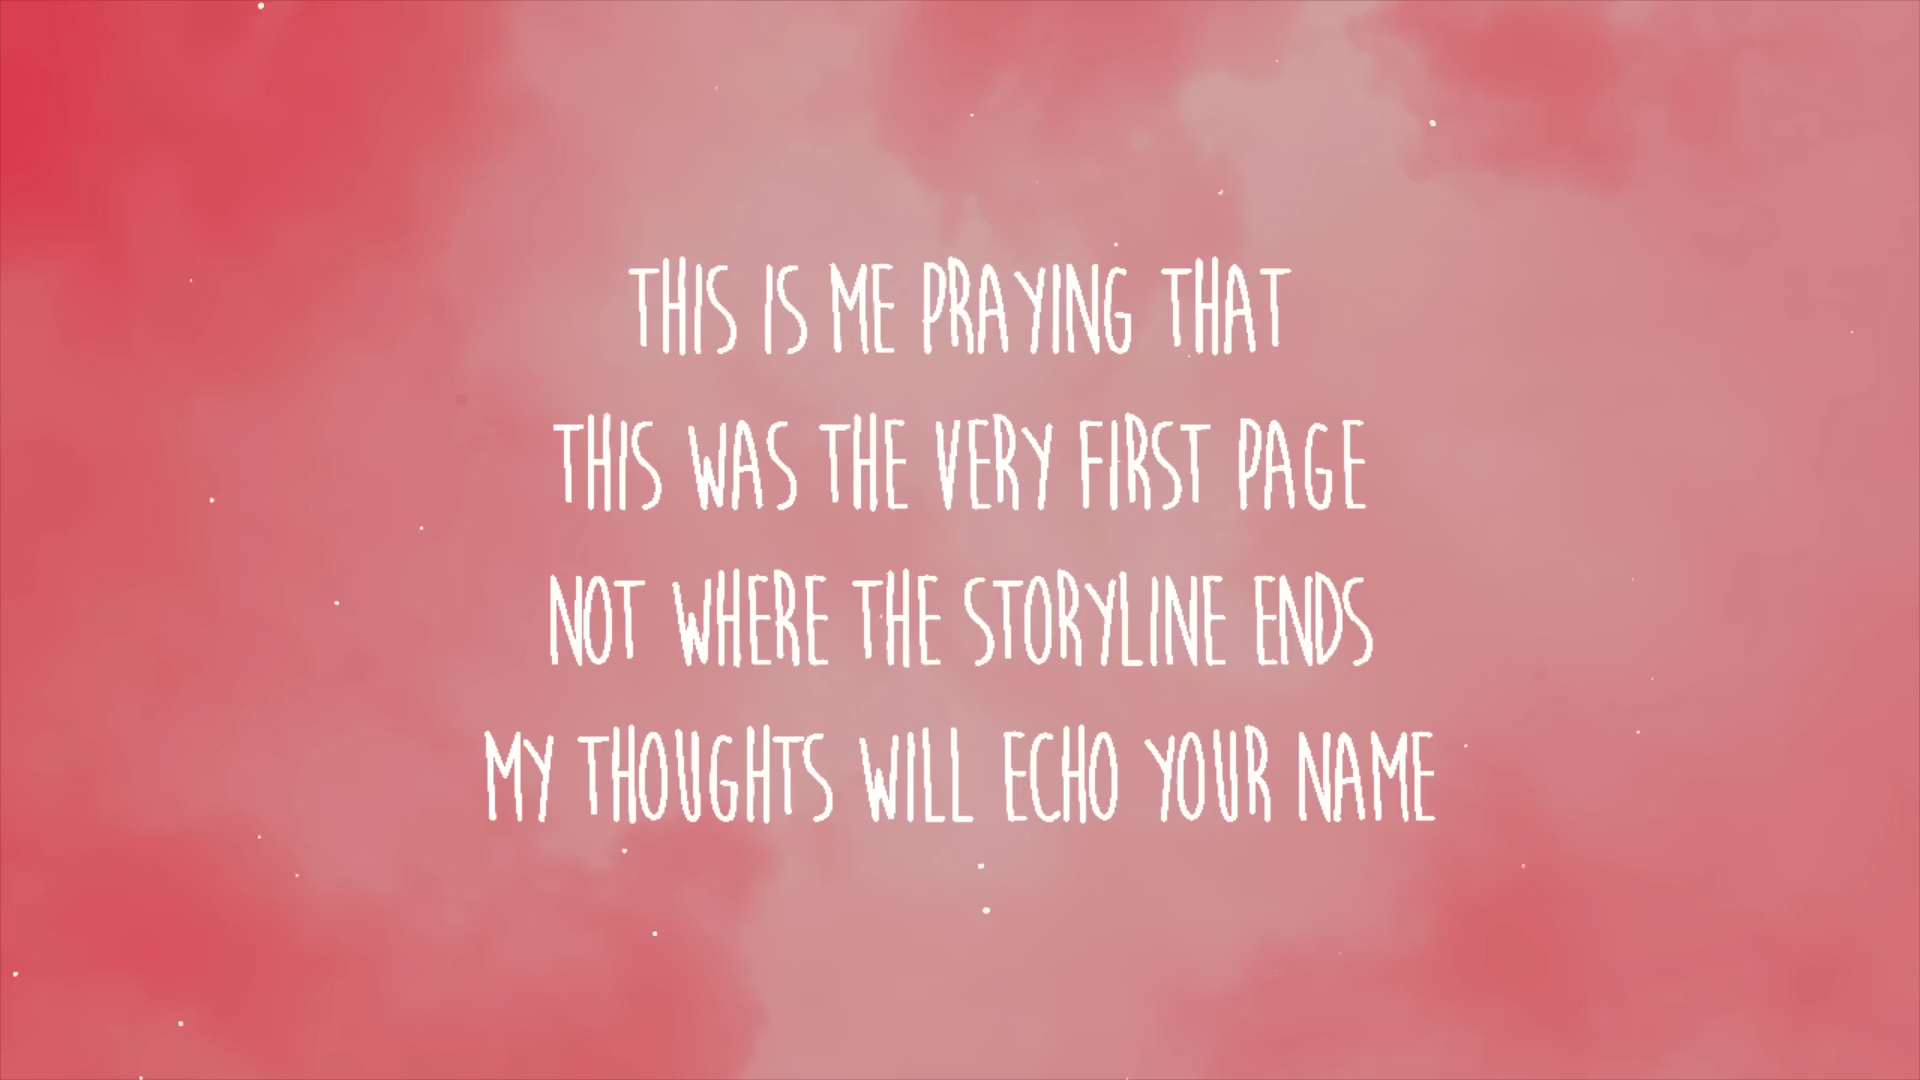 THIS IS ME PRAYING THAT
THIS WAS THE VERY FIRST PAGE
NOT WHERE THE STORYLINE ENDS
MY THOUGHTS WILL ECHO YOUR NAME